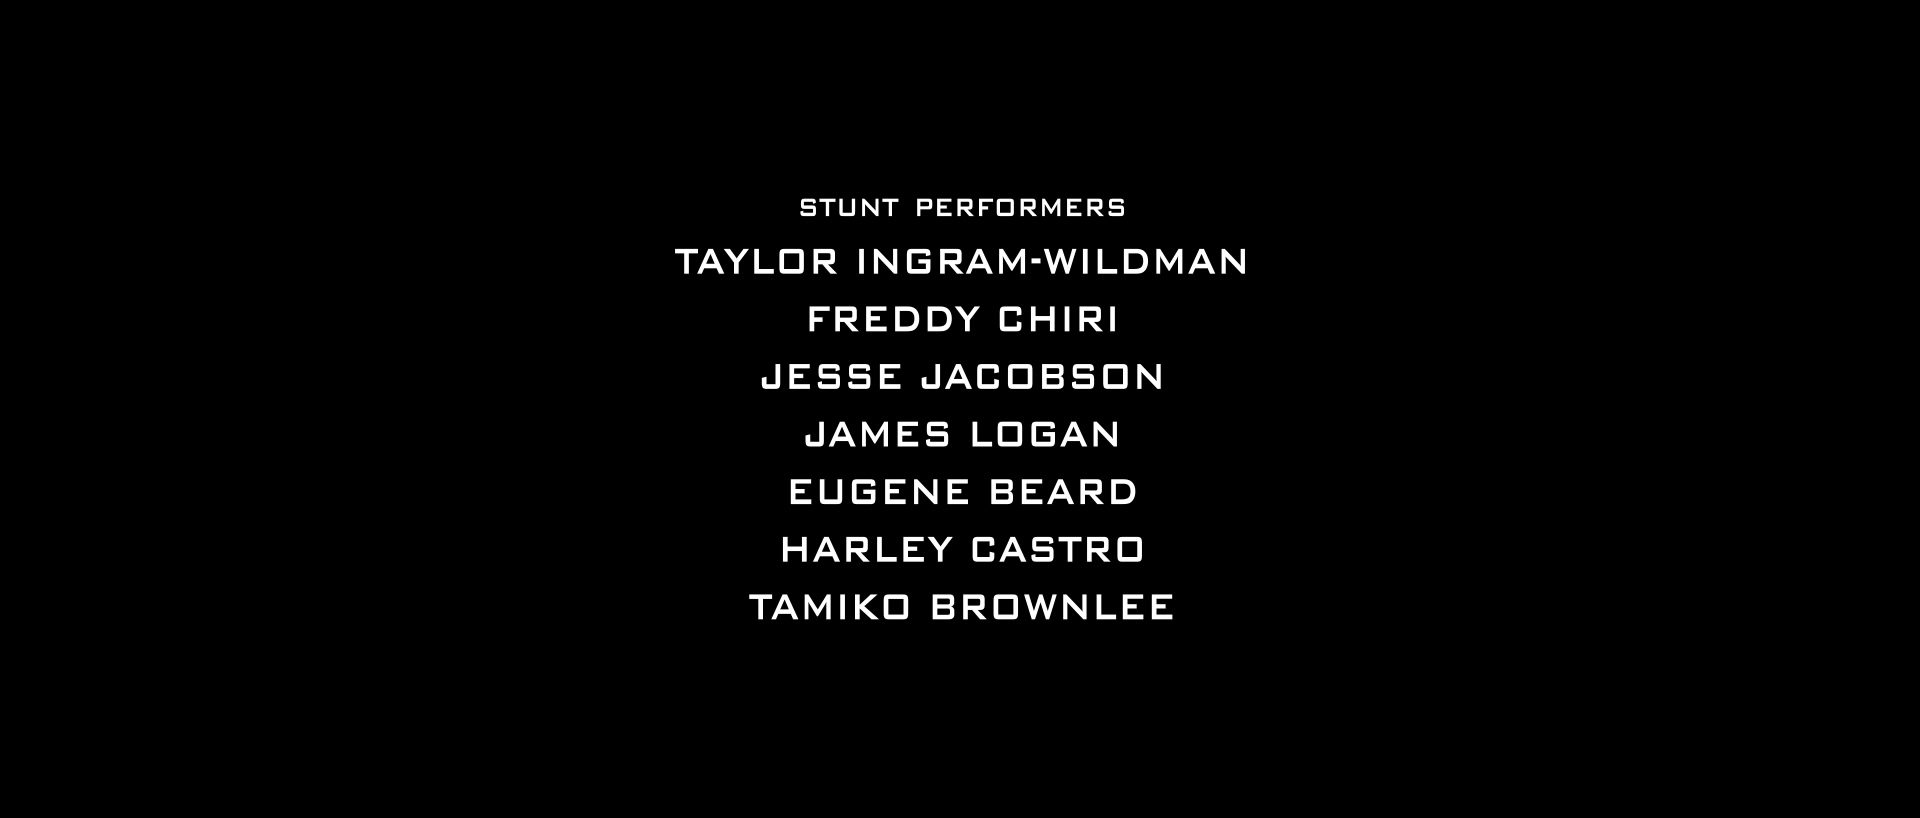 STUNT PERFORMERS
TAYLOR INGRAM-WILDMAN
FREDDY CHIRI
JESSE JACOBSON
JAMES LOGAN
EUGENE BEARD
HARLEY CASTRO
TAMIKO BROWNLEE